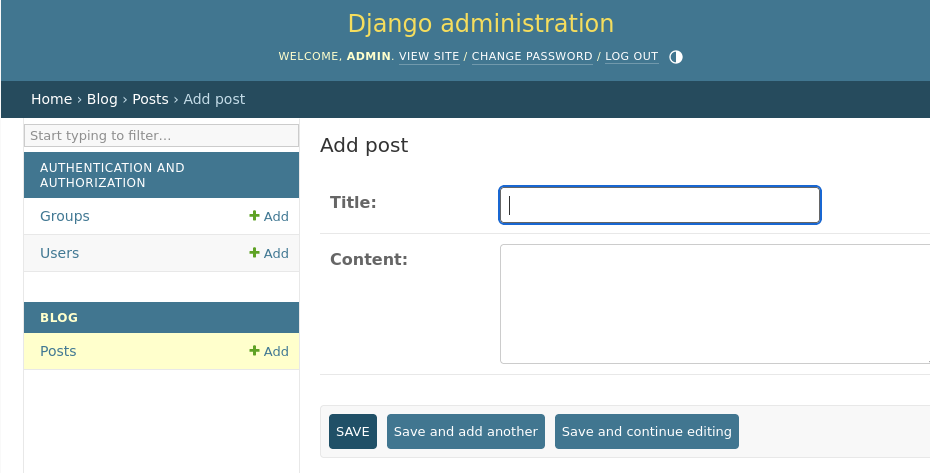 Django administration
WELCOME, ADMIN. VIEW SITE / CHANGE PASSWORD / LOG OUT
Home › Blog › Posts › Add post
Start typing to filter…
AUTHENTICATION AND
AUTHORIZATION
Groups + Add
Users + Add
BLOG
Posts + Add
Add post
Title:
Content:
SAVE Save and add another Save and continue editing